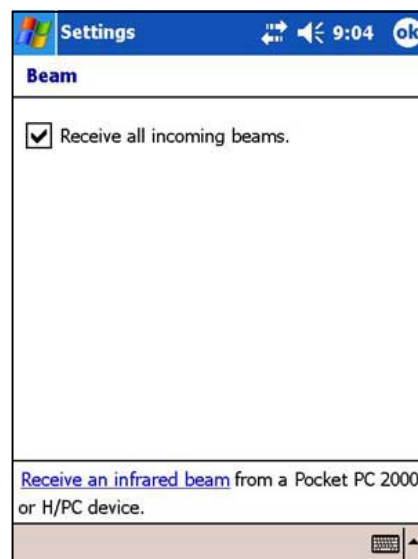 Settings 9:04 ok
Beam
Receive all incoming beams.
Receive an infrared beam from a Pocket PC 2000
or H/PC device.